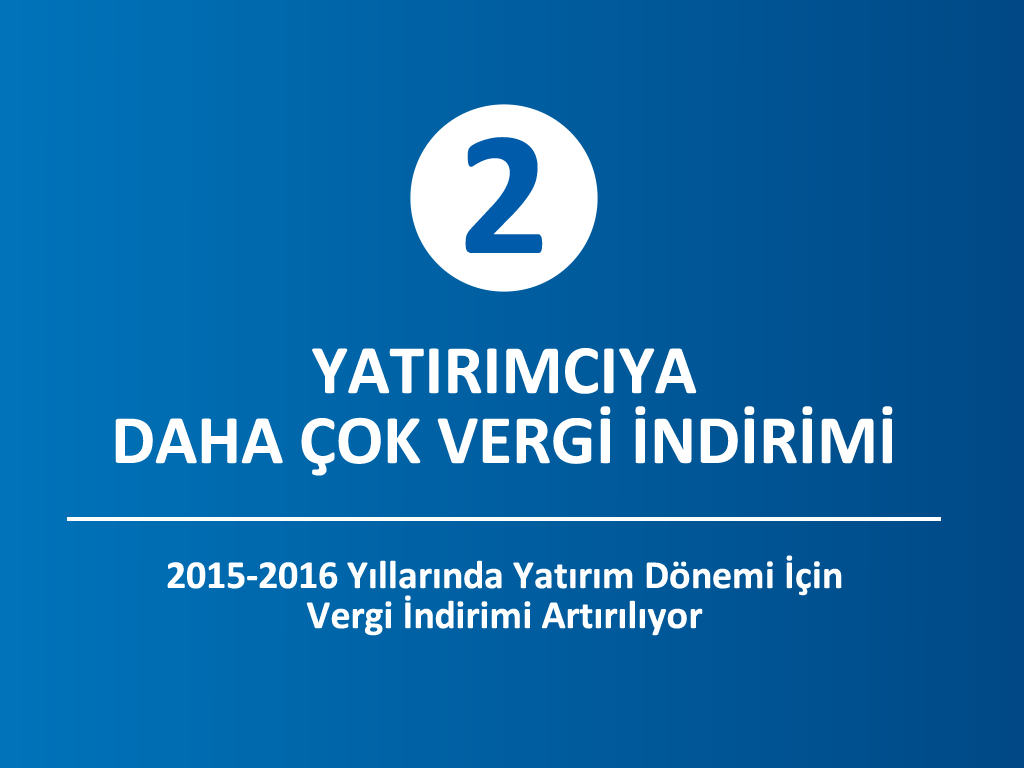 2
YATIRIMCIYA
DAHA ÇOK VERGİ İNDİRİMİ
2015-2016 Yıllarında Yatırım Dönemi İçin
Vergi İndirimi Artırılıyor